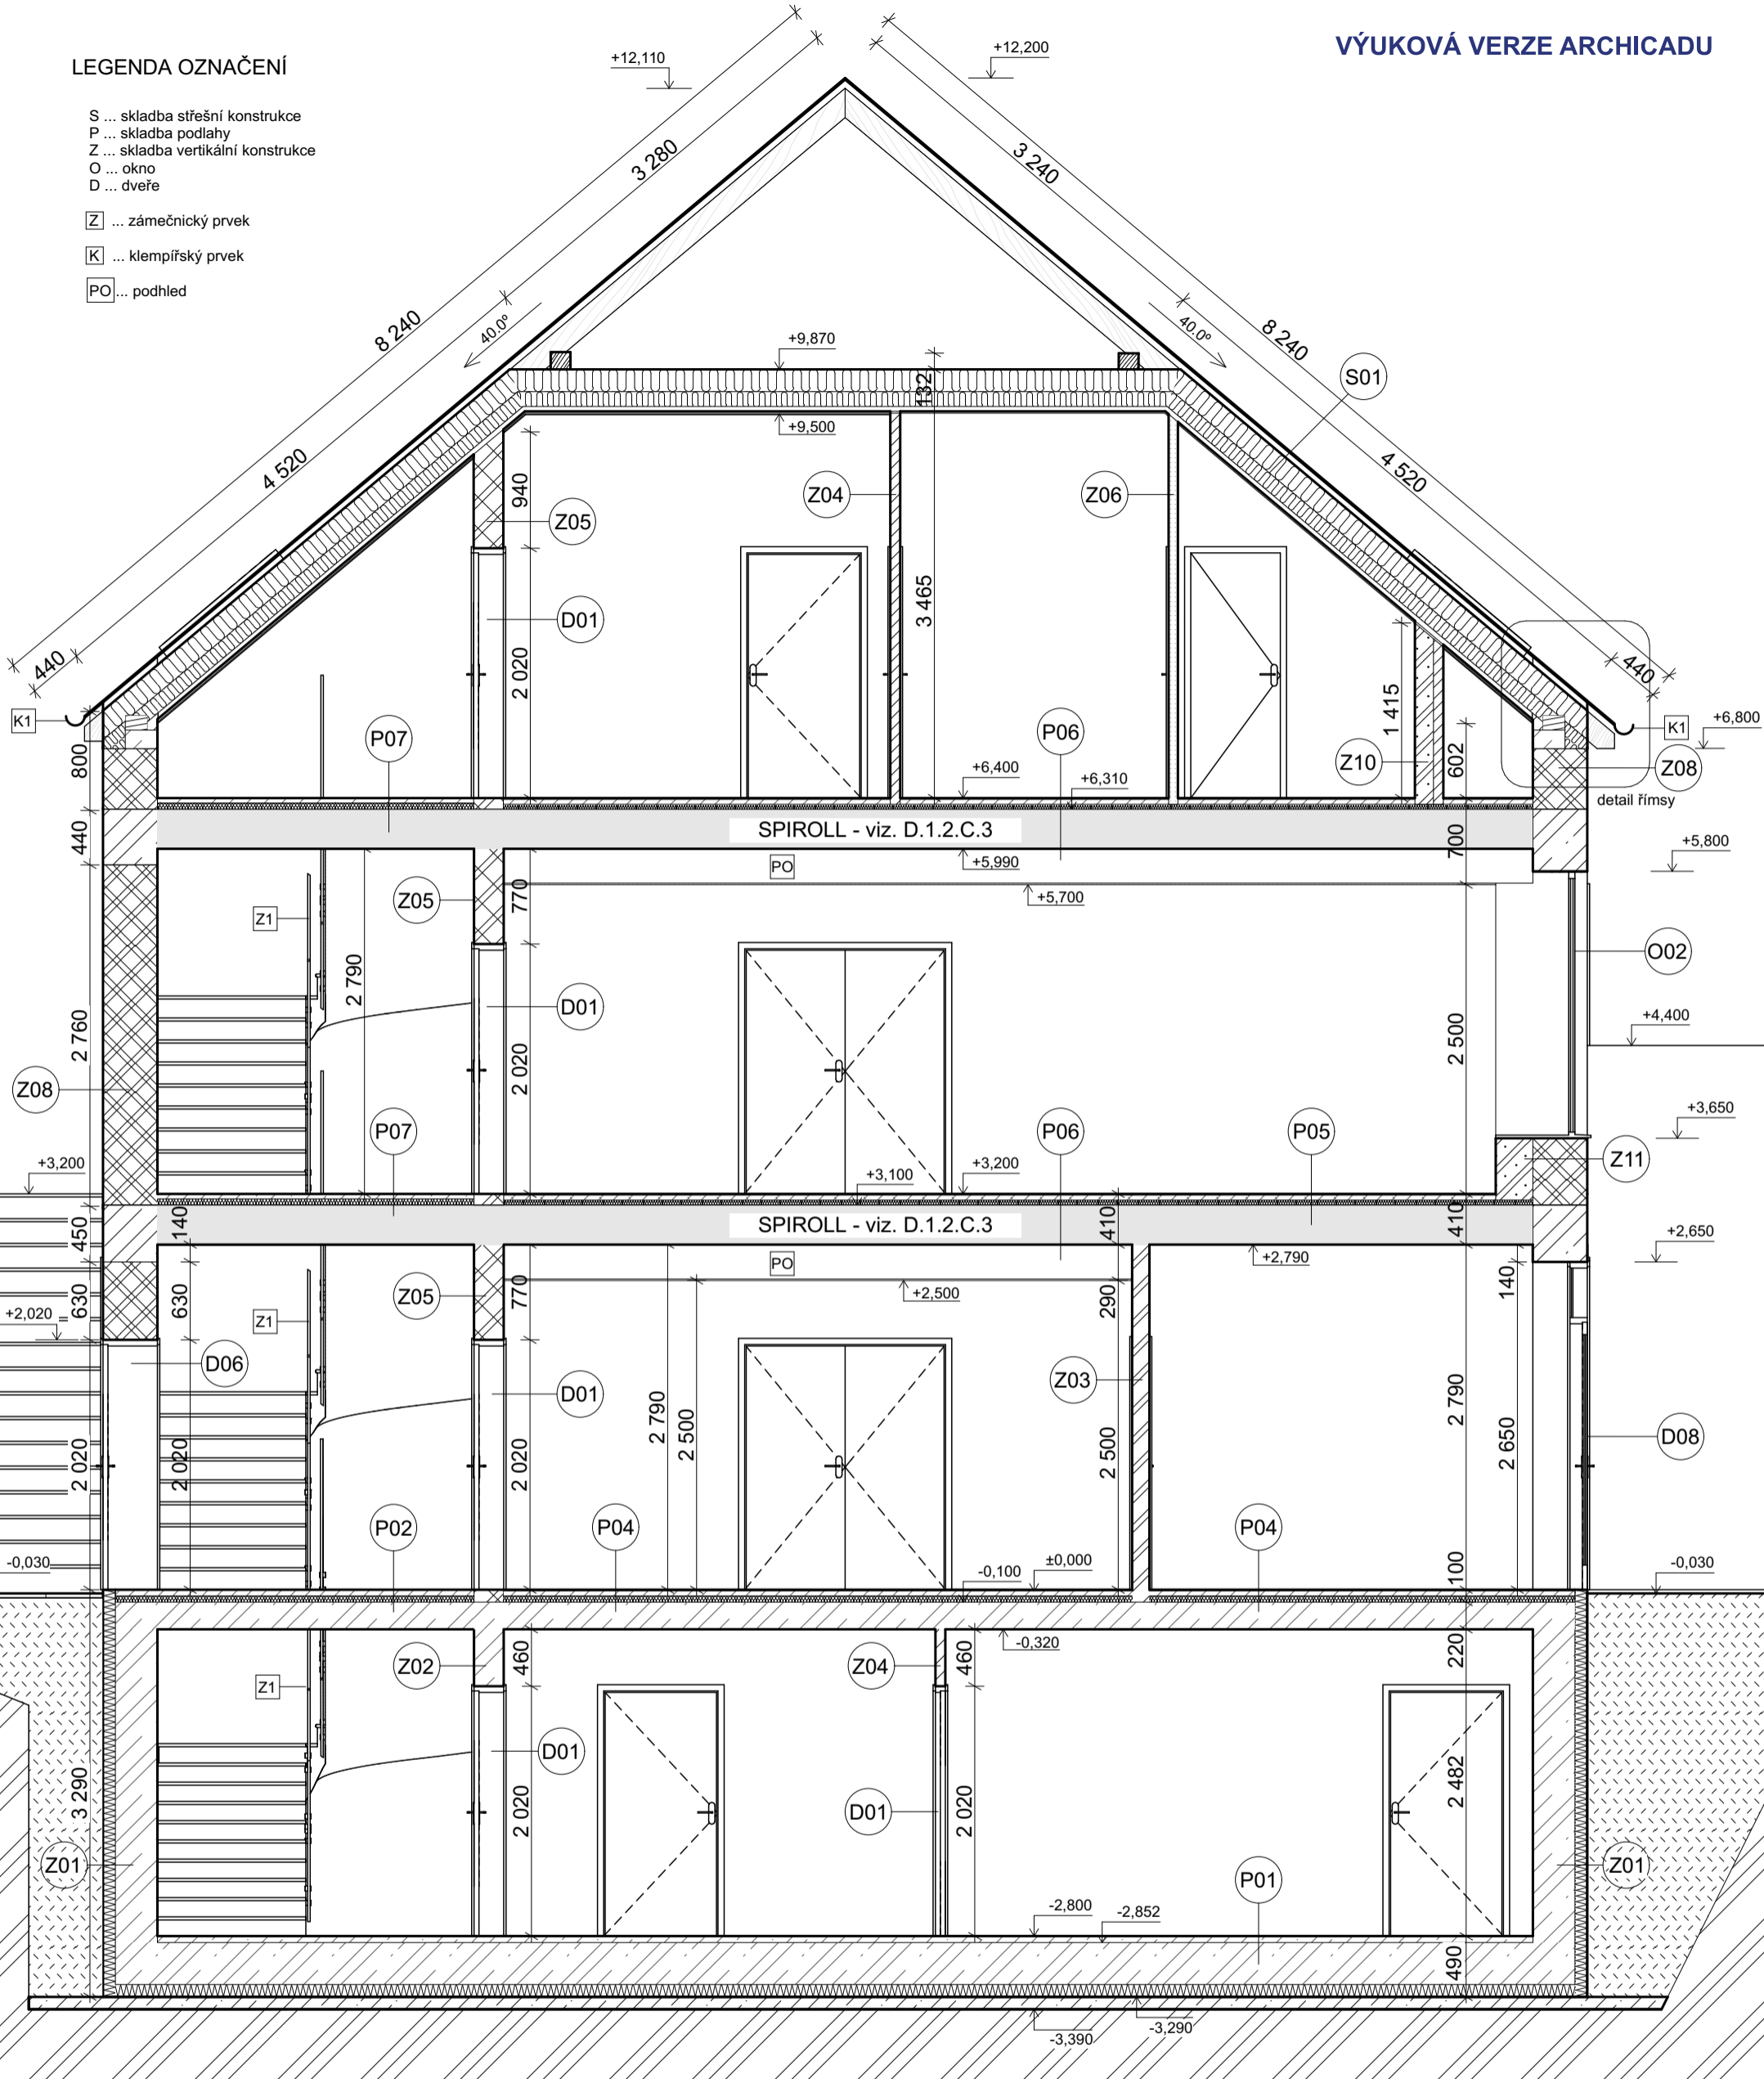 VÝUKOVÁ VERZE ARCHICADU
LEGENDA OZNAČENÍ
S ... skladba střešní konstrukce
P ... skladba podlahy
Z ... skladba vertikální konstrukce
O ... okno
D ... dveře
Z ... zámečnický prvek
K ... klempířský prvek
PO ... podhled
+12,110
+12,200
3 280
3 240
8 240
8 240
40.0°
40.0°
+9,870
132
S01
+9,500
4 520
4 520
940
Z05
Z04
Z06
D01
3 465
2 020
440
440
1 415
K1
K1
+6,800
P07
P06
800
+6,400
+6,310
Z10
602
Z08
detail římsy
440
SPIROLL - viz. D.1.2.C.3
700
+5,800
PO
+5,990
+5,700
Z05
770
Z1
O02
2 790
D01
2 760
2 020
2 500
+4,400
Z08
P07
P06
P05
+3,650
+3,200
+3,100
+3,200
Z11
450
140
SPIROLL - viz. D.1.2.C.3
410
410
+2,650
PO
+2,790
630
630
+2,020
Z05
770
+2,500
290
140
Z1
D06
D01
Z03
2 790
2 500
2 790
2 020
2 020
2 020
2 500
2 650
D08
P02
P04
P04
-0,030
-0,100
±0,000
100
-0,030
-0,320
Z02
460
Z04
460
220
Z1
D01
3 290
2 020
D01
2 020
2 482
Z01
P01
Z01
-2,800
-2,852
490
-3,390
-3,290